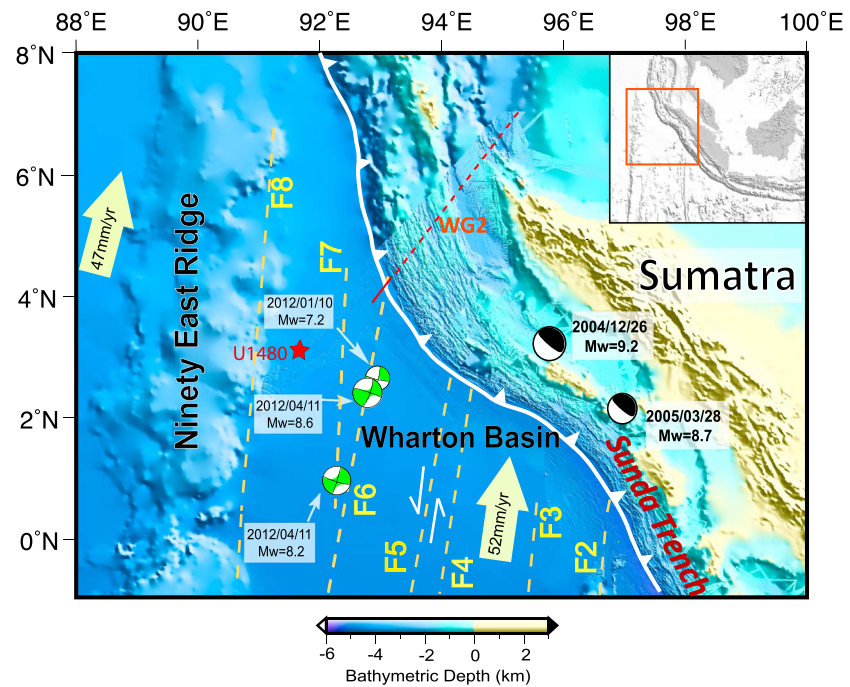 88˚E 90˚E 92˚E 94˚E 96˚E 98˚E 100˚E
8˚N
6˚N
4˚N
2˚N
0˚N
47mm/yr
Ninety East Ridge
F8
F7
WG2
Sumatra
2012/01/10
Mw=7.2
U1480
2004/12/26
Mw=9.2
2012/04/11
Mw=8.6
2005/03/28
Mw=8.7
Wharton Basin
Sunda Trench
F6
2012/04/11
Mw=8.2
52mm/yr
F5
F4
F3
F2
-6 -4 -2 0 2
Bathymetric Depth (km)